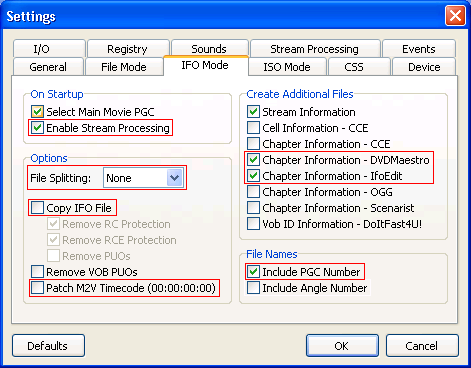 Settings
I/O
Registry
Sounds
Stream Processing
Events
General
File Mode
IFO Mode
ISO Mode
CSS
Device
On Startup
Select Main Movie PGC
Enable Stream Processing
Options
File Splitting:
None
Copy IFO File
Remove RC Protection
Remove RCE Protection
Remove PUOs
Remove VOB PUOs
Patch M2V Timecode (00:00:00:00)
Create Additional Files
Stream Information
Cell Information - CCE
Chapter Information - CCE
Chapter Information - DVDMaestro
Chapter Information - IfoEdit
Chapter Information - OGG
Chapter Information - Scenarist
Vob ID Information - DoItFast4U!
File Names
Include PGC Number
Include Angle Number
Defaults
OK
Cancel